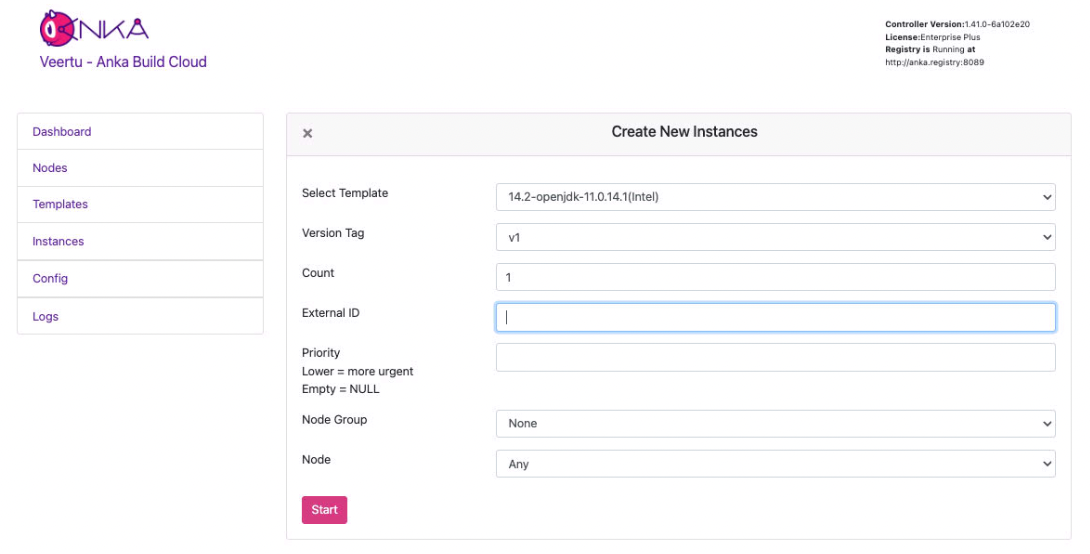 ANKA
Veertu - Anka Build Cloud
Controller Version:1.41.0-6a102e20
License:Enterprise Plus
Registry is Running at
http://anka.registry:8089
Dashboard
Nodes
Templates
Instances
Config
Logs
× Create New Instances
Select Template 14.2-openjdk-11.0.14.1(Intel)
Version Tag v1
Count 1
External ID
Priority
Lower = more urgent
Empty = NULL
Node Group None
Node Any
Start